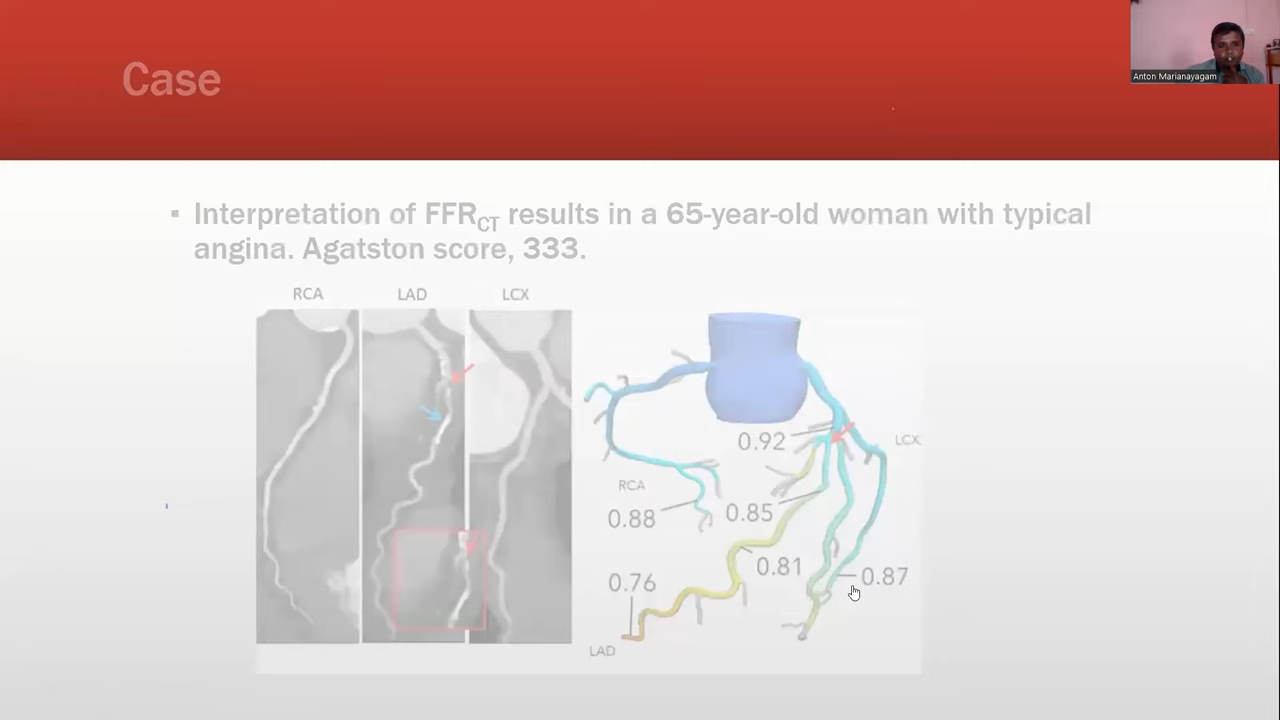 Anton Marianayagam
Case
▪ Interpretation of FFRCT results in a 65-year-old woman with typical
angina. Agatston score, 333.
RCA LAD LCX
0.92
LCX
RCA
0.88
0.85
0.81
0.87
0.76
LAD